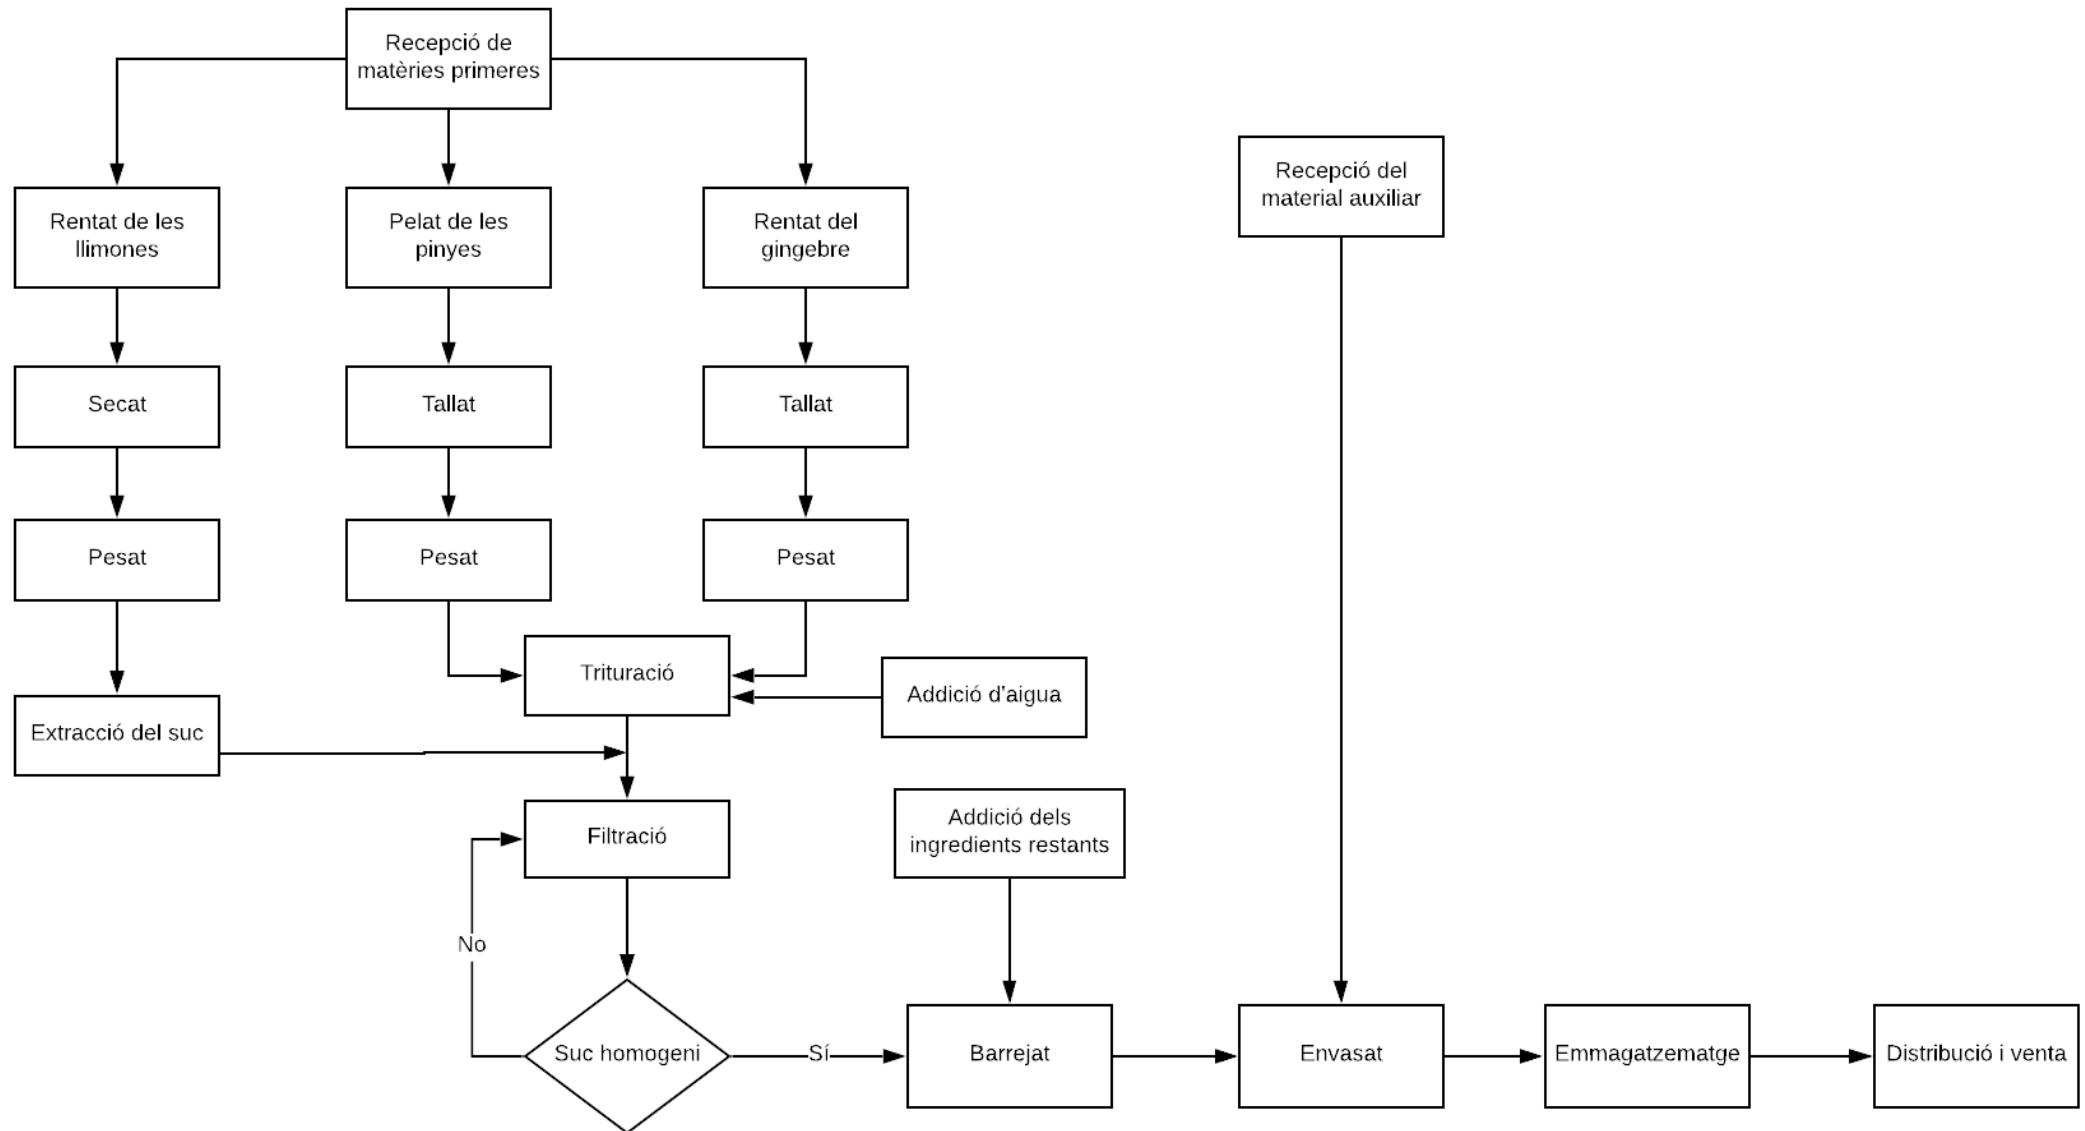 Recepció de
matèries primeres
Recepció del
material auxiliar
Rentat de les
llimones
Pelat de les
pinyes
Rentat del
gingebre
Secat
Tallat
Tallat
Pesat
Pesat
Pesat
Trituració
Addició d'aigua
Extracció del suc
Filtració
Addició dels
ingredients restants
No
Suc homogeni
Sí
Barrejat
Envasat
Emmagatzematge
Distribució i venta